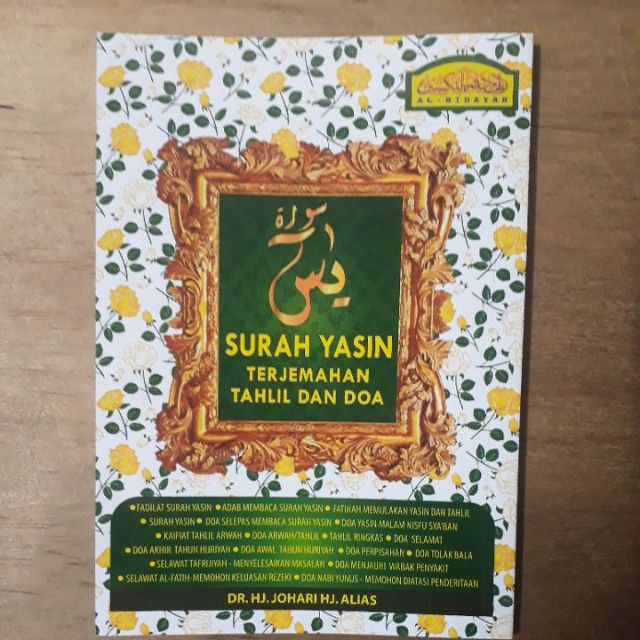 AL-HIDAYAH
سورة
يس
SURAH YASIN
TERJEMAHAN
TAHLIL DAN DOA
• FADILAT SURAH YASIN • ADAB MEMBACA SURAH YASIN • FATIHAH MEMULAKAN YASIN DAN TAHLIL
• SURAH YASIN • DOA SELEPAS MEMBACA SURAH YASIN • DOA YASIN MALAM NISFU SYA'BAN
• KAIFIAT TAHLIL ARWAH • DOA ARWAH/TAHLIL • TAHLIL RINGKAS • DOA SELAMAT
• DOA AKHIR TAHUN HIJRIYAH • DOA AWAL TAHUN HIJRIYAH • DOA PERPISAHAN • DOA TOLAK BALA
• SELAWAT TAFRIJIYAH - MENYELESAIKAN MASALAH • DOA MENJAUHI WABAK PENYAKIT
• SELAWAT AL-FATIH-MEMOHON KELUASAN REZEKI • DOA NABI YUNUS - MEMOHON DIATASI PENDERITAAN
DR. HJ. JOHARI HJ. ALIAS